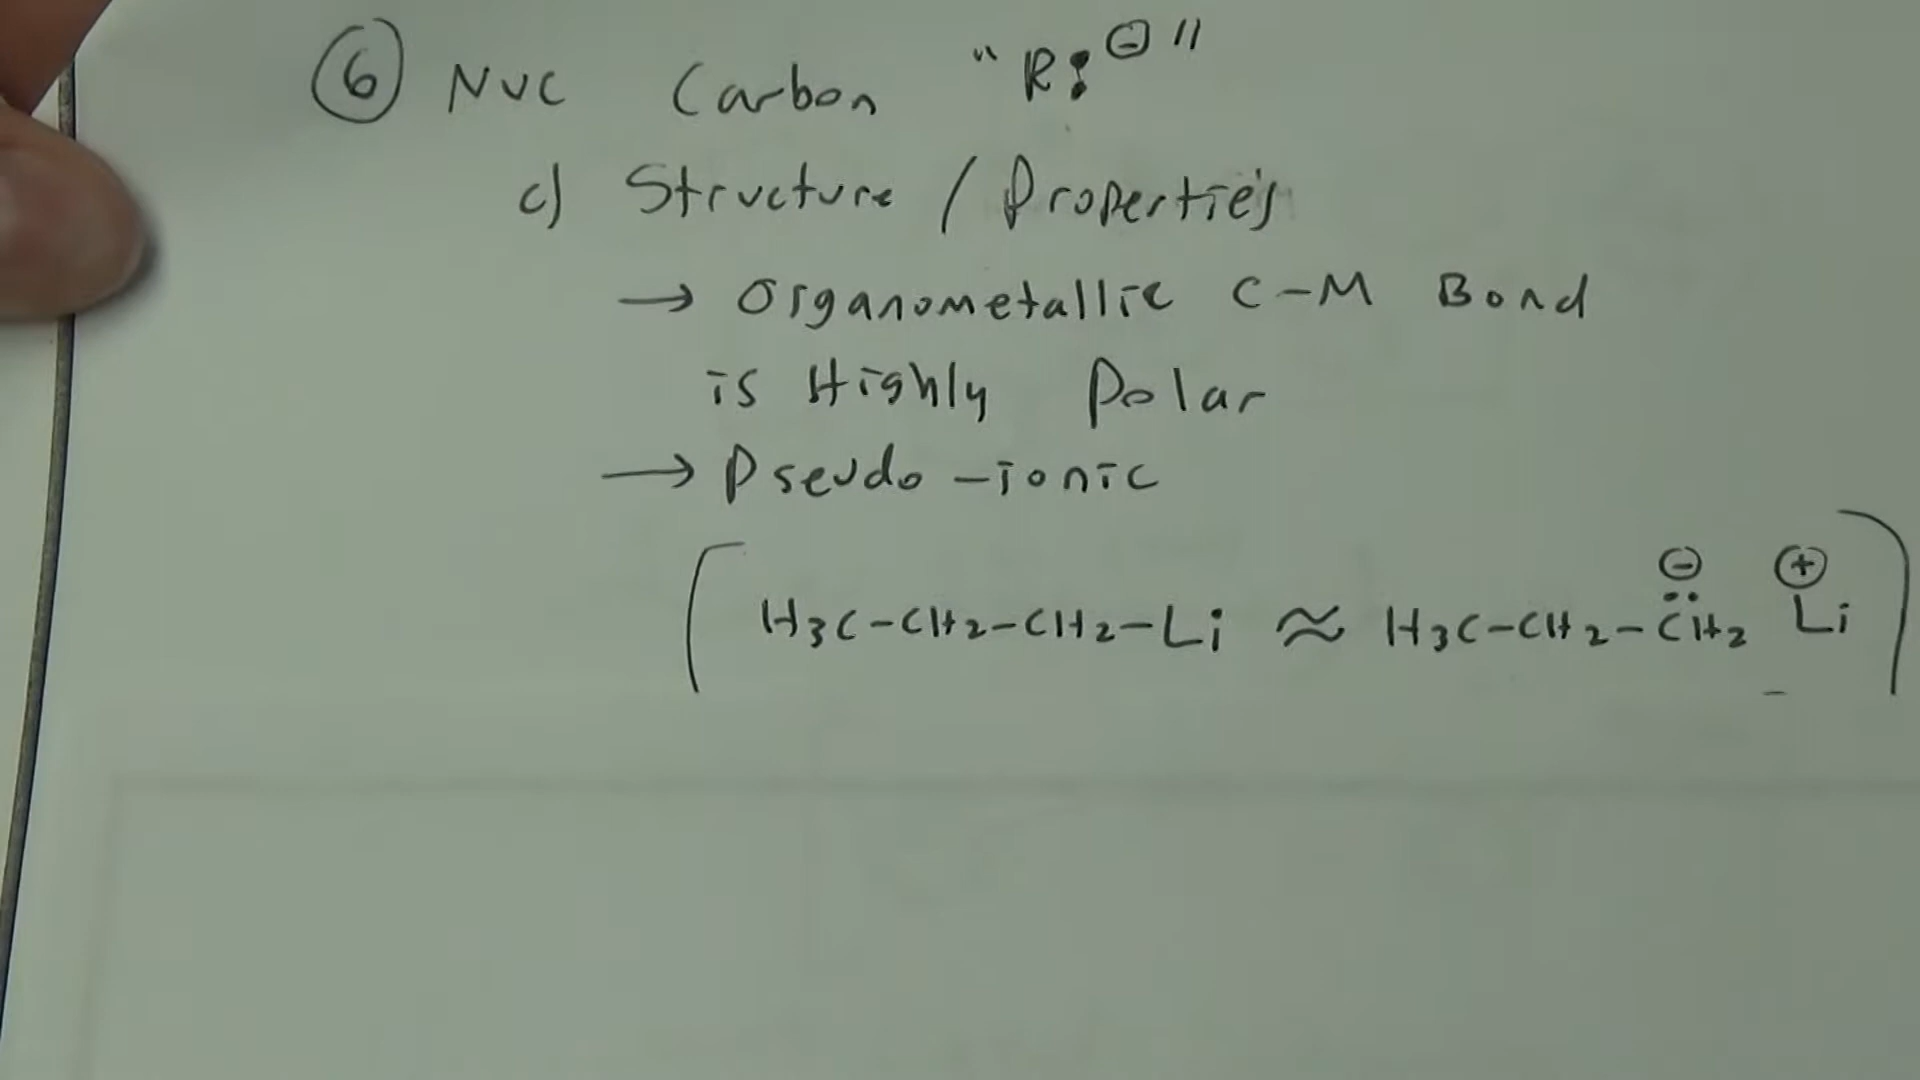 ⑥ Nuc Carbon "R:⊖"
c) Structure / Properties
→ Organometallic C-M Bond
is Highly Polar
→ Pseudo-ionic
H3C-CH2-CH2-Li ≈ H3C-CH2-C̈H2⊖ Li⊕